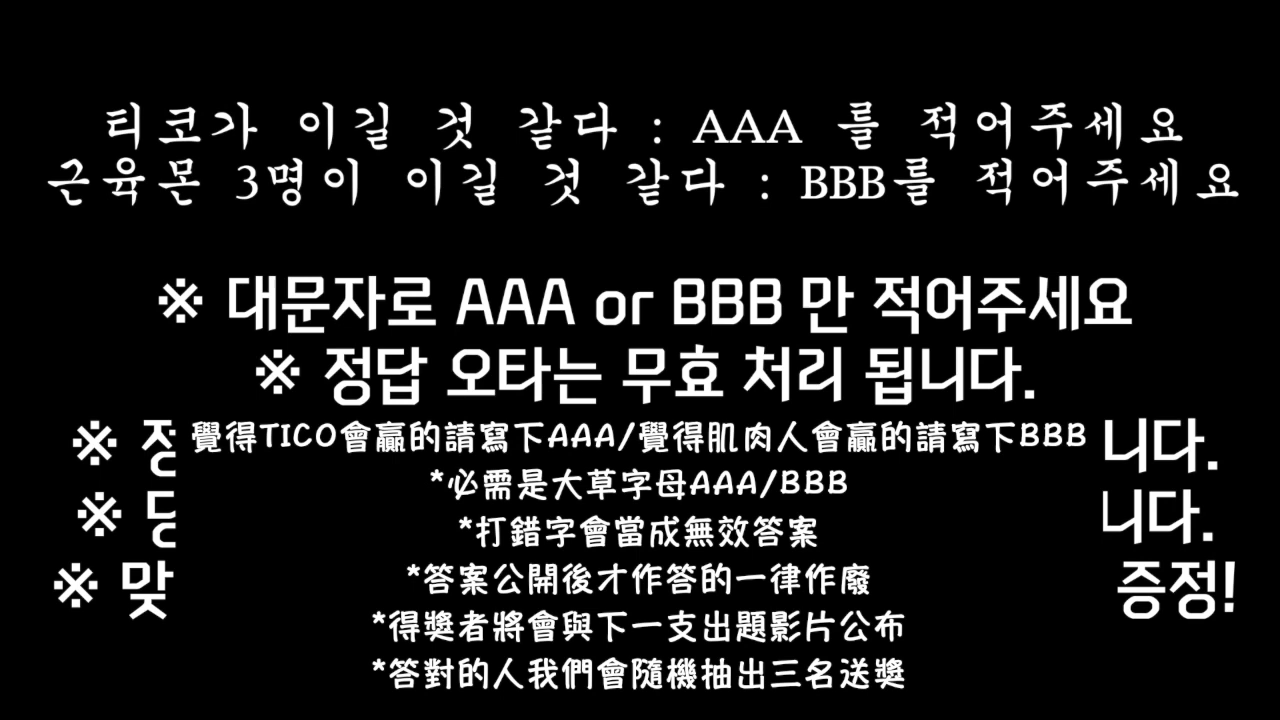 티코가 이길 것 같다 : AAA 를 적어주세요
근육몬 3명이 이길 것 같다 : BBB를 적어주세요
※ 대문자로 AAA or BBB 만 적어주세요
※ 정답 오타는 무효 처리 됩니다.
※ 니다.
覺得TICO會贏的請寫下AAA/覺得肌肉人會贏的請寫下BBB
*必需是大草字母AAA/BBB
※ 니다.
*打錯字會當成無效答案
※ 맞 증정!
*答案公開後才作答的一律作廢
*得獎者將會與下一支出題影片公布
*答對的人我們會隨機抽出三名送獎